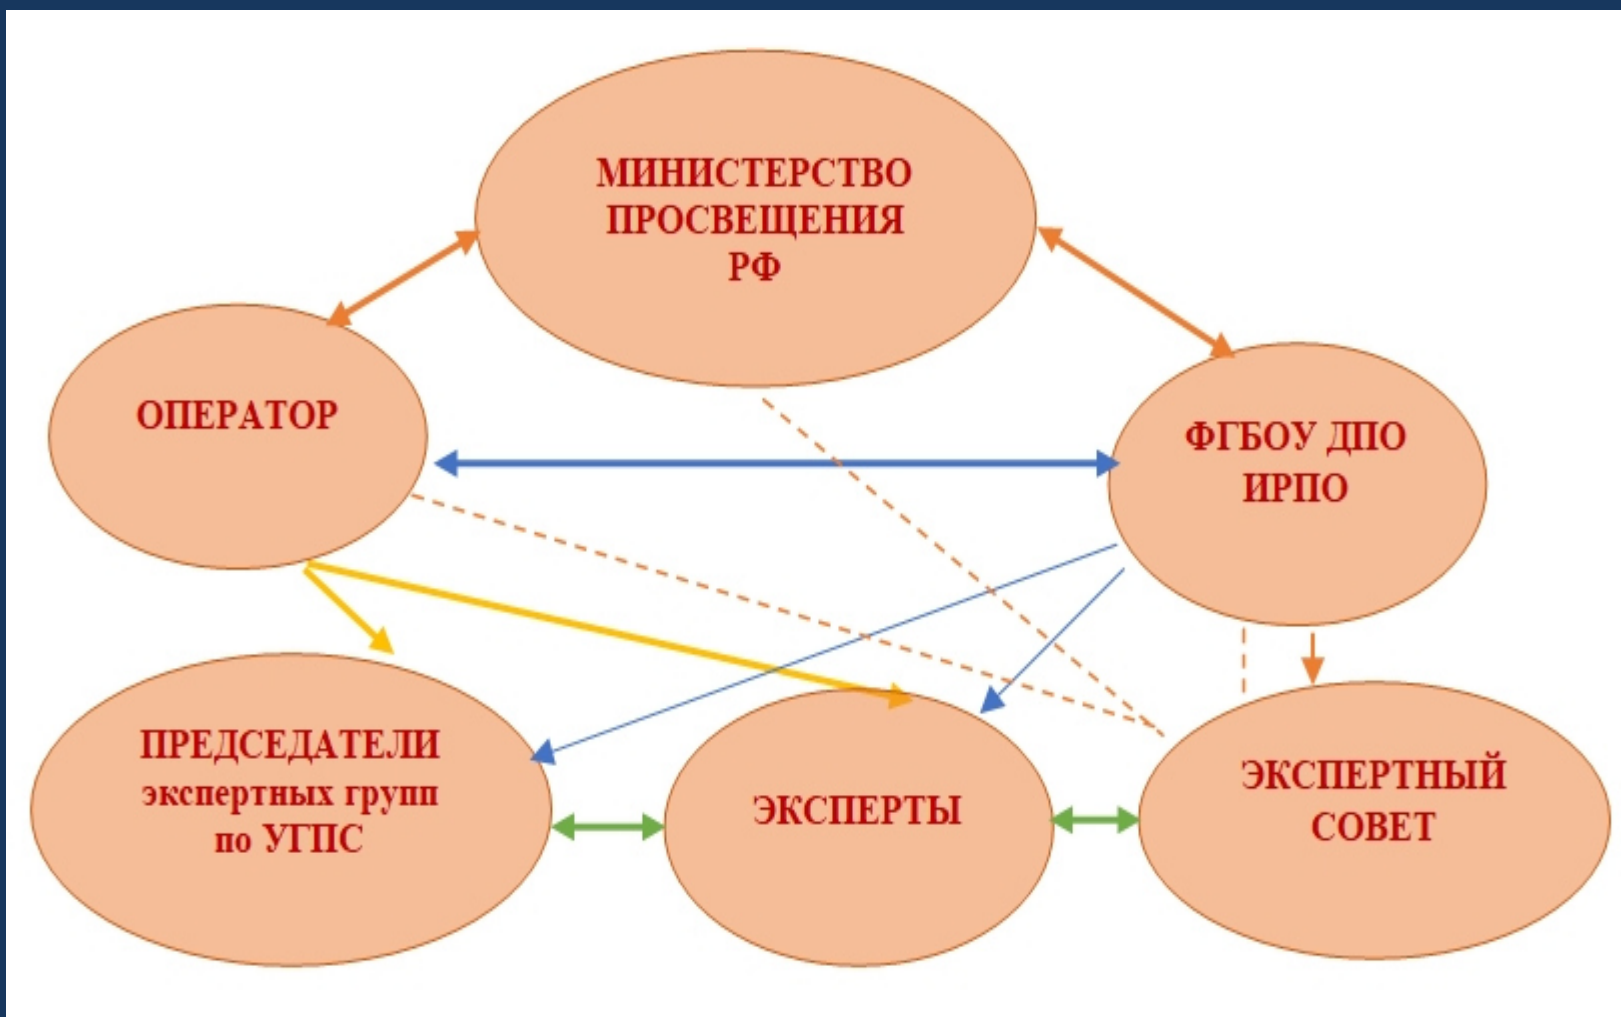 МИНИСТЕРСТВО
ПРОСВЕЩЕНИЯ
РФ
ОПЕРАТОР
ФГБОУ ДПО
ИРПО
ПРЕДСЕДАТЕЛИ
экспертных групп
по УГПС
ЭКСПЕРТЫ
ЭКСПЕРТНЫЙ
СОВЕТ